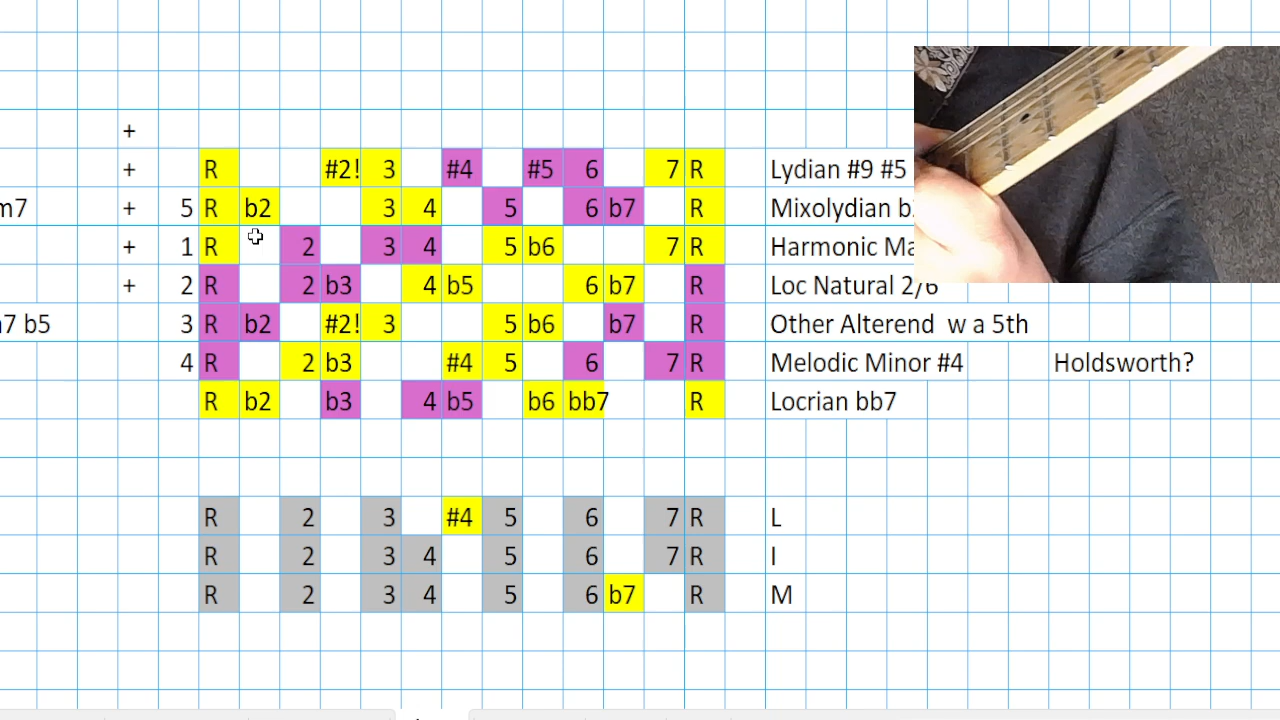 +
+ R #2! 3 #4 #5 6 7 R Lydian #9 #5
m7 + 5 R b2 3 4 5 6 b7 R Mixolydian
+ 1 R 2 3 4 5 b6 7 R Harmonic
+ 2 R 2 b3 4 b5 6 b7 R Loc Natural 2/6
7 b5 3 R b2 #2! 3 5 b6 b7 R Other Alterend w a 5th
4 R 2 b3 #4 5 6 7 R Melodic Minor #4 Holdsworth?
R b2 b3 4 b5 b6 bb7 R Locrian bb7
R 2 3 #4 5 6 7 R L
R 2 3 4 5 6 7 R I
R 2 3 4 5 6 b7 R M